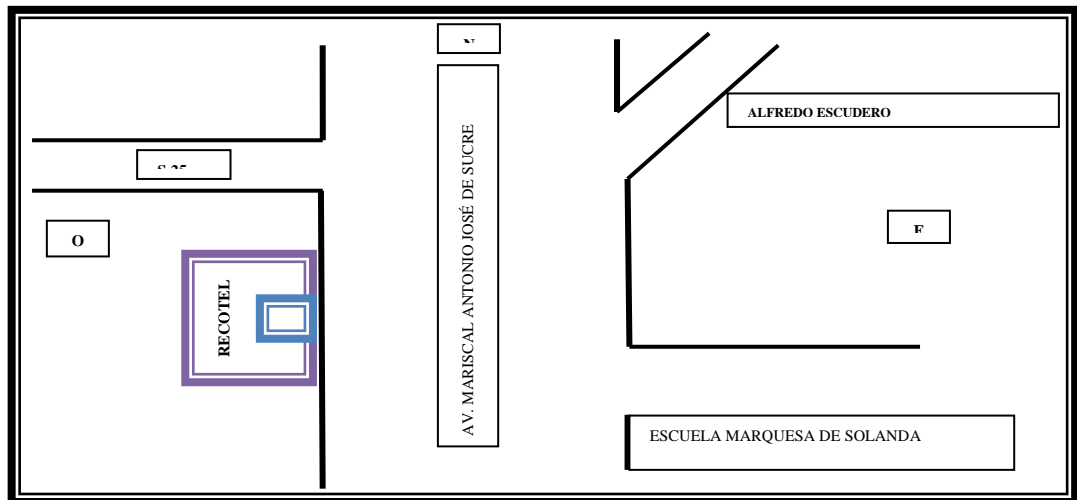 ALFREDO ESCUDERO
O
RECOTEL
AV. MARISCAL ANTONIO JOSÉ DE SUCRE
ESCUELA MARQUESA DE SOLANDA